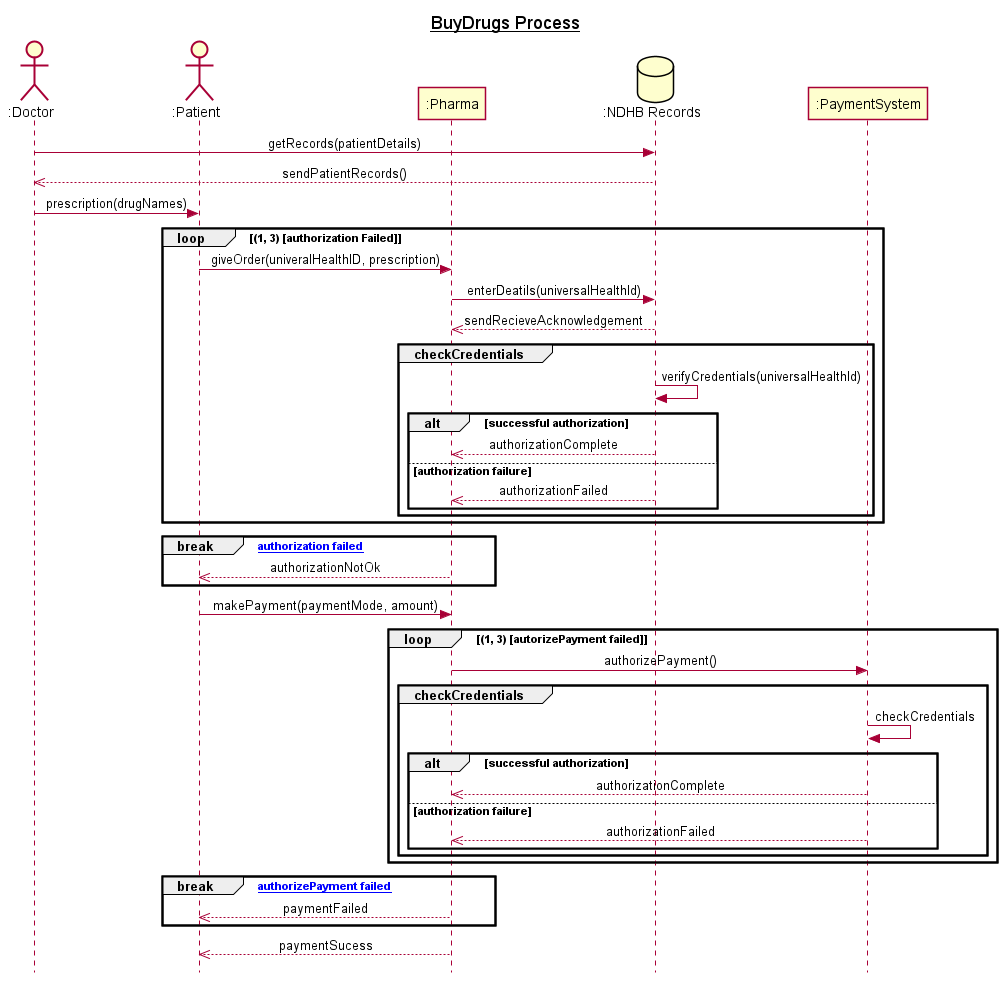 BuyDrugs Process
:Doctor
:Patient
:Pharma
:NDHB Records
:PaymentSystem
getRecords(patientDetails)
sendPatientRecords()
prescription(drugNames)
loop [(1, 3) [authorization Failed]]
giveOrder(univeralHealthID, prescription)
enterDeatils(universalHealthId)
sendRecieveAcknowledgement
checkCredentials
verifyCredentials(universalHealthId)
alt [successful authorization]
authorizationComplete
[authorization failure]
authorizationFailed
break authorization failed
authorizationNotOk
makePayment(paymentMode, amount)
loop [(1, 3) [autorizePayment failed]]
authorizePayment()
checkCredentials
checkCredentials
alt [successful authorization]
authorizationComplete
[authorization failure]
authorizationFailed
break authorizePayment failed
paymentFailed
paymentSucess